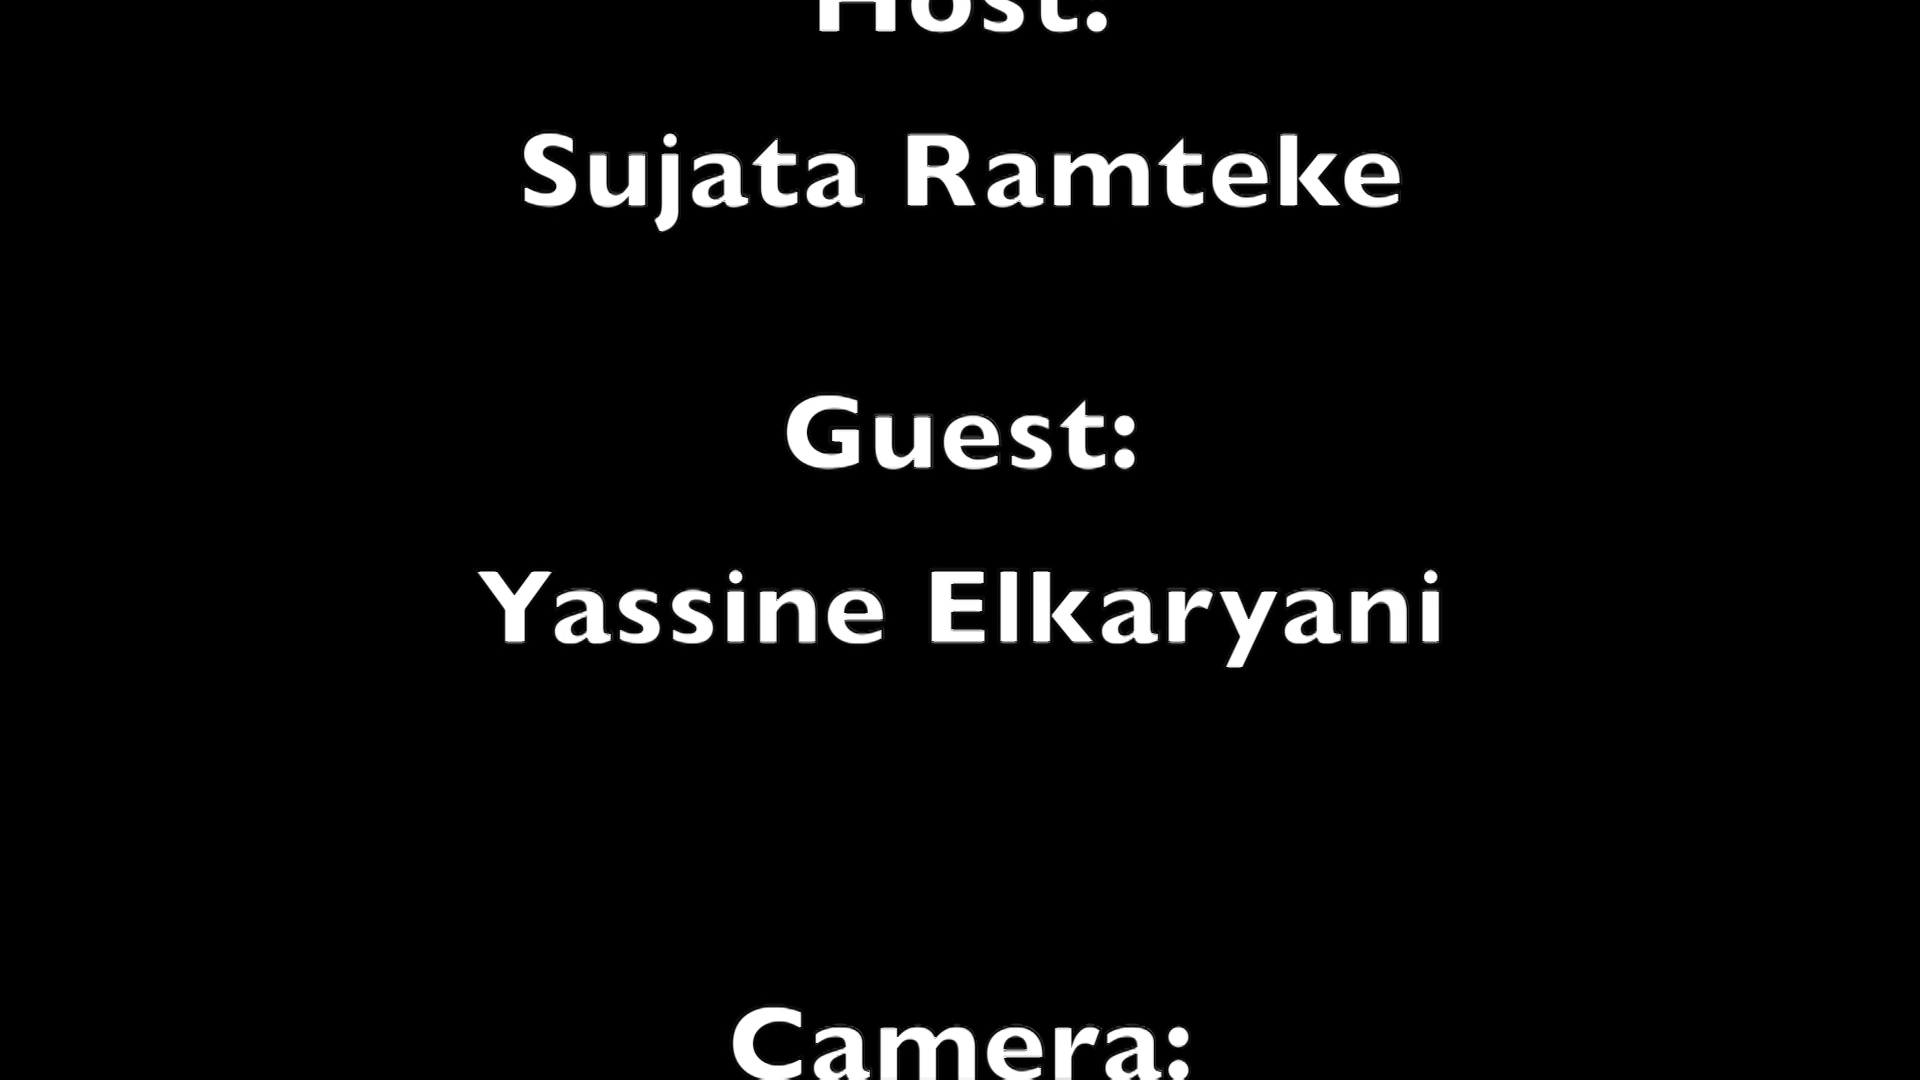 Host:
Sujata Ramteke
Guest:
Yassine Elkaryani
Camera: